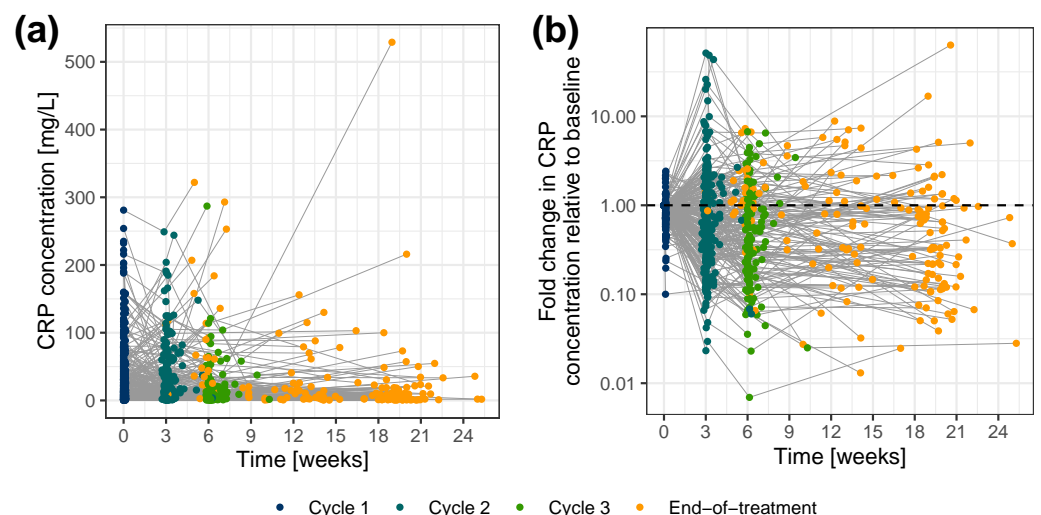 (a)
CRP concentration [mg/L]
500
400
300
200
100
0
0 3 6 9 12 15 18 21 24
Time [weeks]
(b)
Fold change in CRP
concentration relative to baseline
10.00
1.00
0.10
0.01
0 3 6 9 12 15 18 21 24
Time [weeks]
Cycle 1 Cycle 2 Cycle 3 End−of−treatment